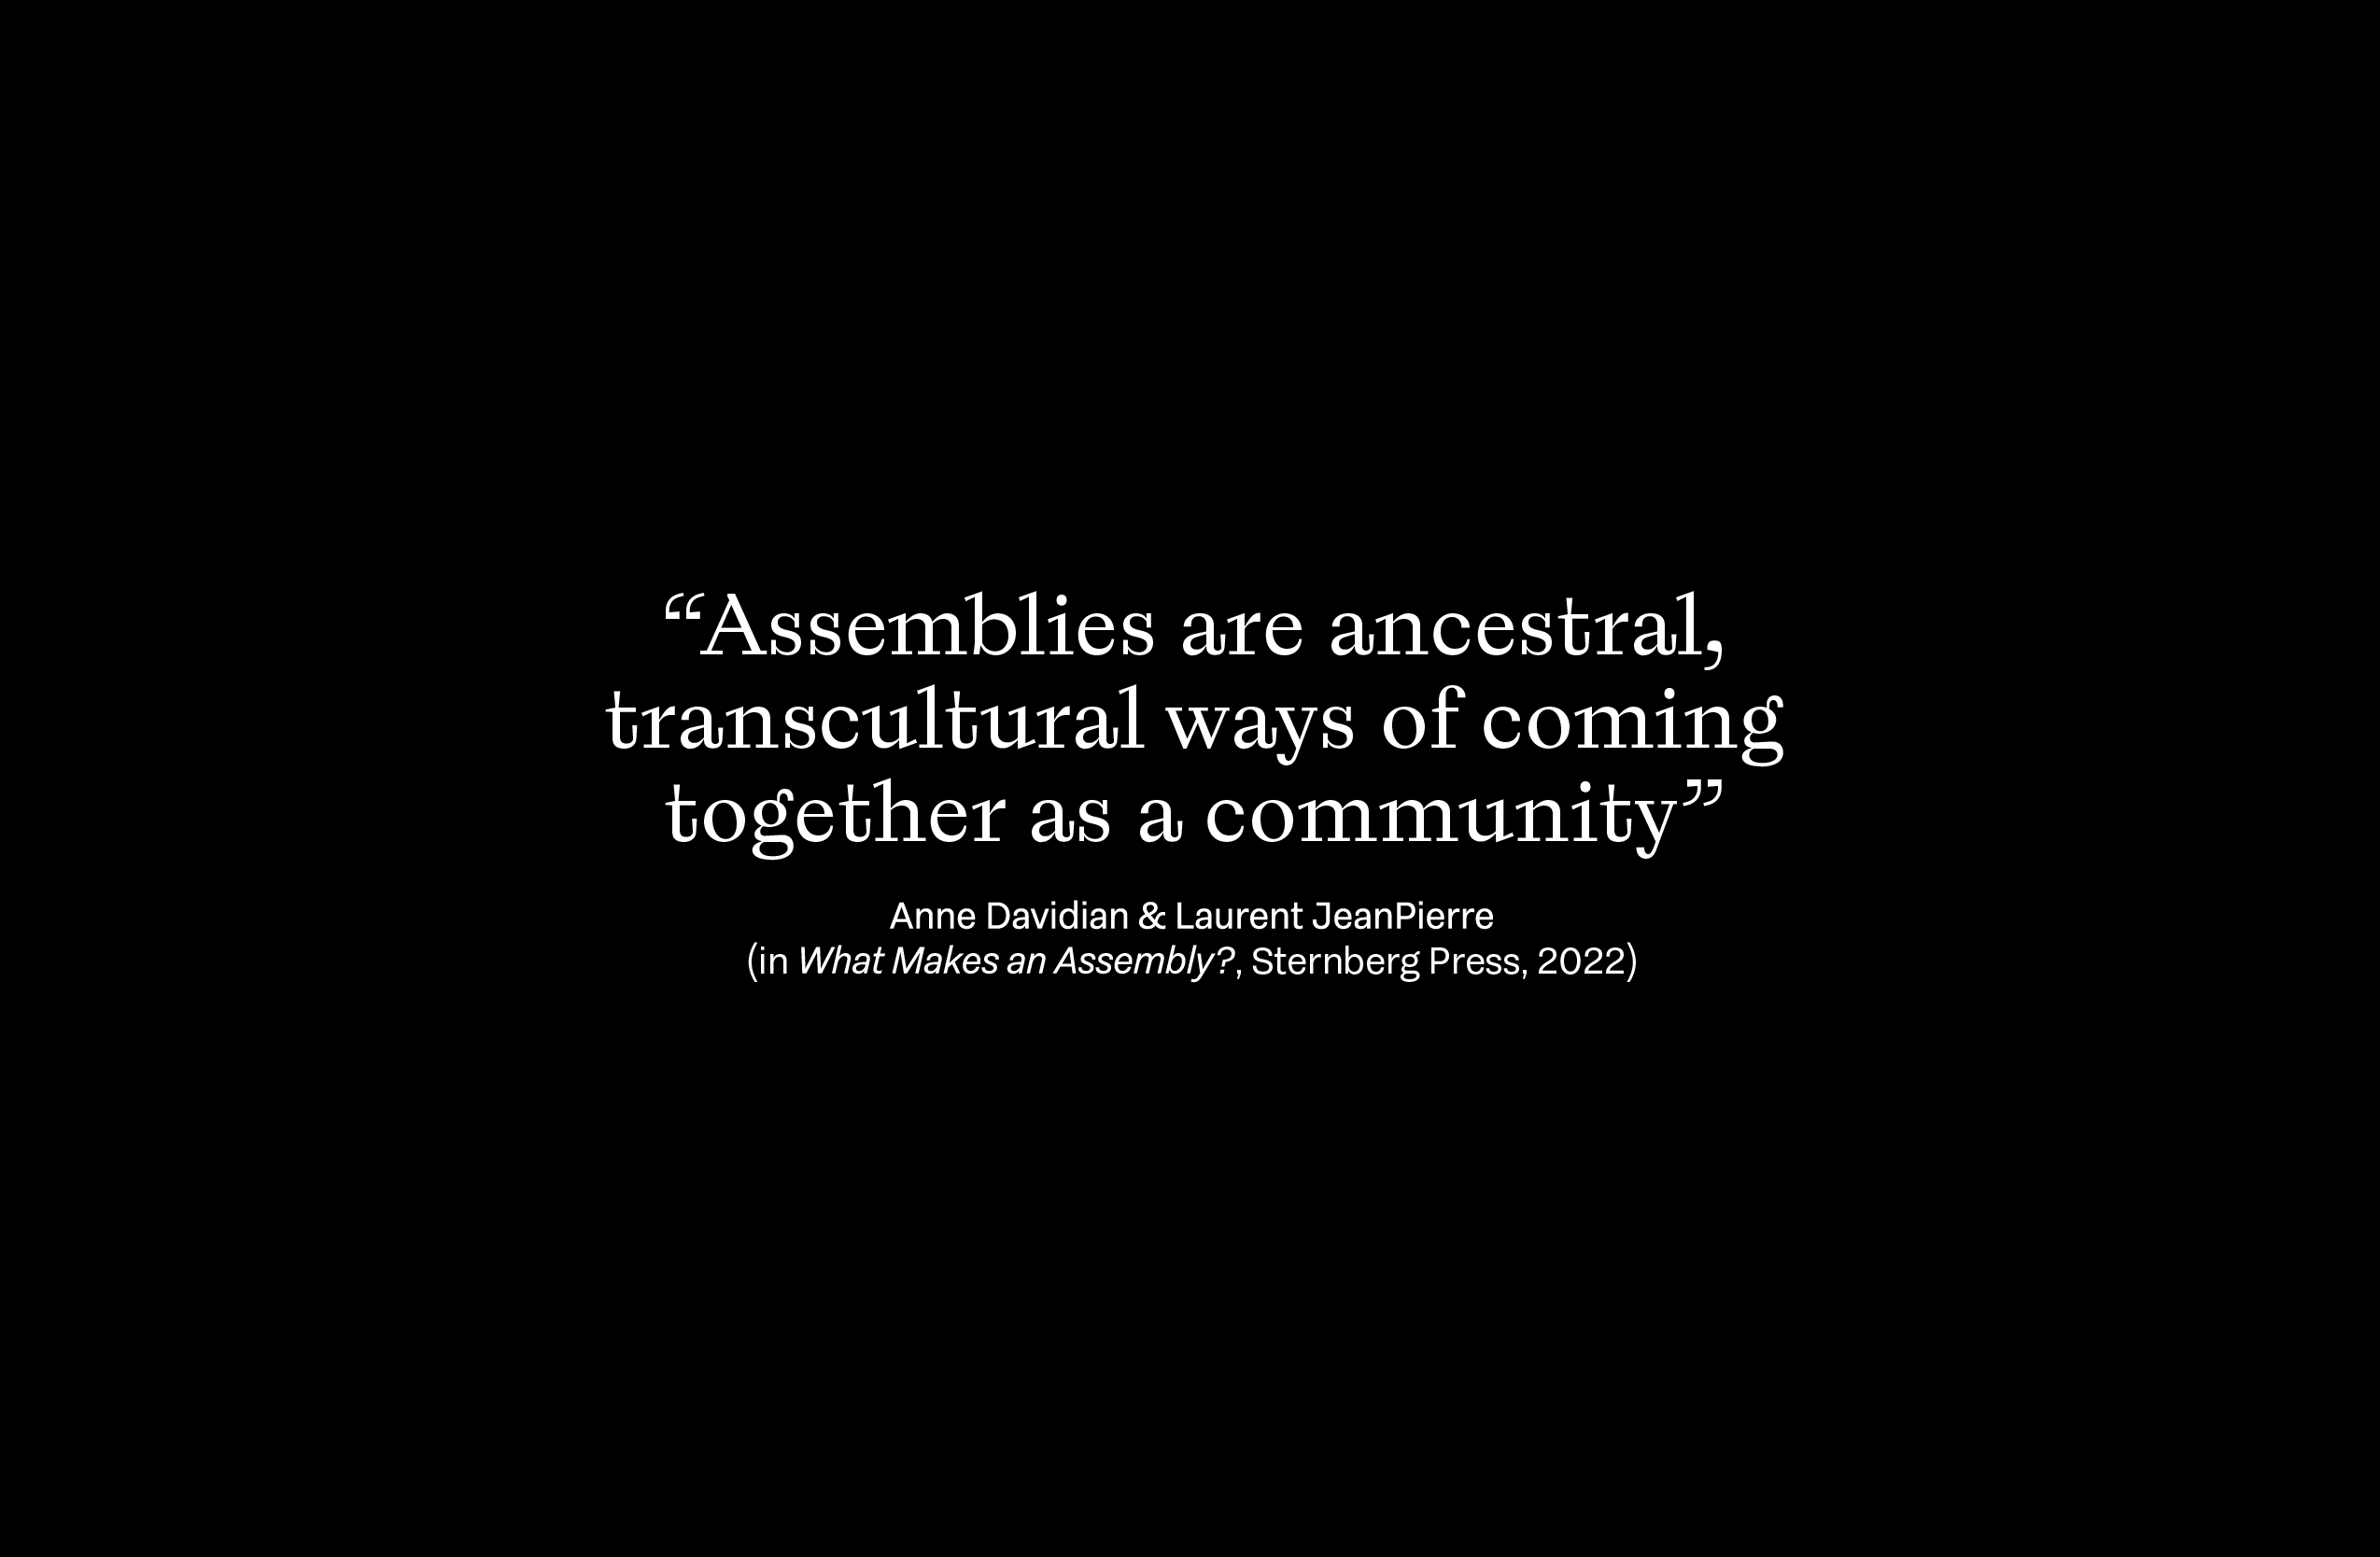 “Assemblies are ancestral,
transcultural ways of coming
together as a community”
Anne Davidian & Laurent JeanPierre
(in What Makes an Assembly?, Sternberg Press, 2022)